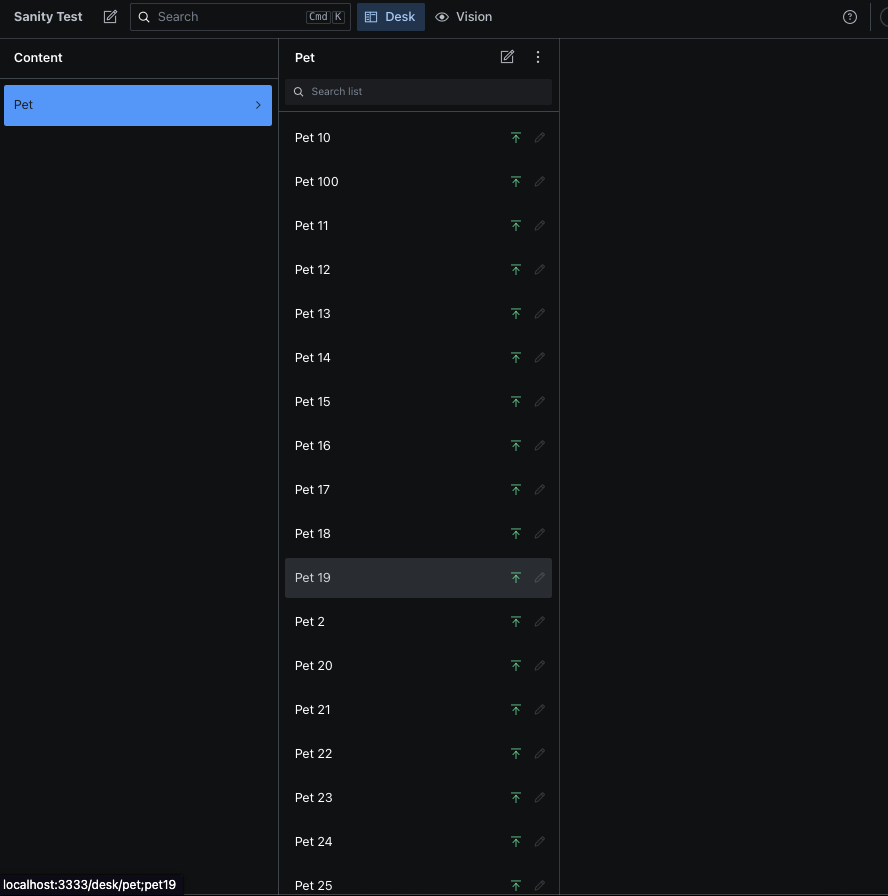 Sanity Test
Search
Cmd K
Desk
Vision
Content
Pet
Pet
Search list
Pet 10
Pet 100
Pet 11
Pet 12
Pet 13
Pet 14
Pet 15
Pet 16
Pet 17
Pet 18
Pet 19
Pet 2
Pet 20
Pet 21
Pet 22
Pet 23
Pet 24
Pet 25
localhost:3333/desk/pet;pet19